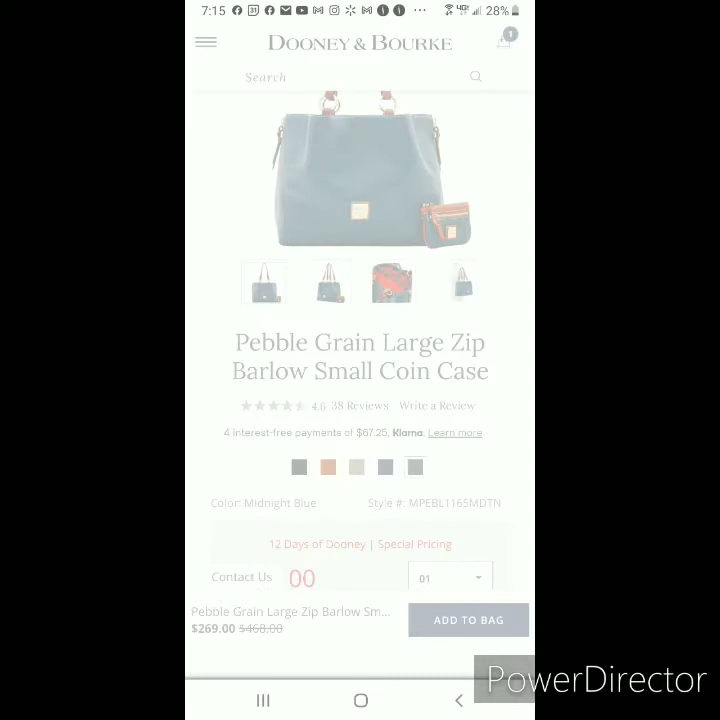 7:15
28%
DOONEY & BOURKE
1
Search
Pebble Grain Large Zip
Barlow Small Coin Case
4.6 38 Reviews Write a Review
4 interest-free payments of $67.25. Klarna. Learn more
Color: Midnight Blue Style #: MPEBL1165MDTN
12 Days of Dooney | Special Pricing
Contact Us 00 01
Pebble Grain Large Zip Barlow Sm...
$269.00 $468.00
ADD TO BAG
PowerDirector